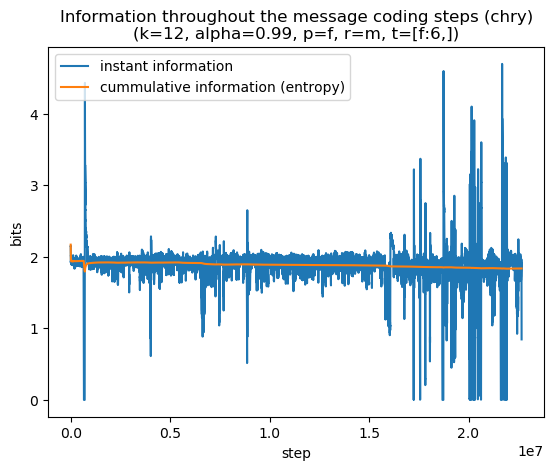 Information throughout the message coding steps (chry)
(k=12, alpha=0.99, p=f, r=m, t=[f:6,])
instant information
cummulative information (entropy)
4
3
2
1
0
bits
0.0 0.5 1.0 1.5 2.0
1e7
step